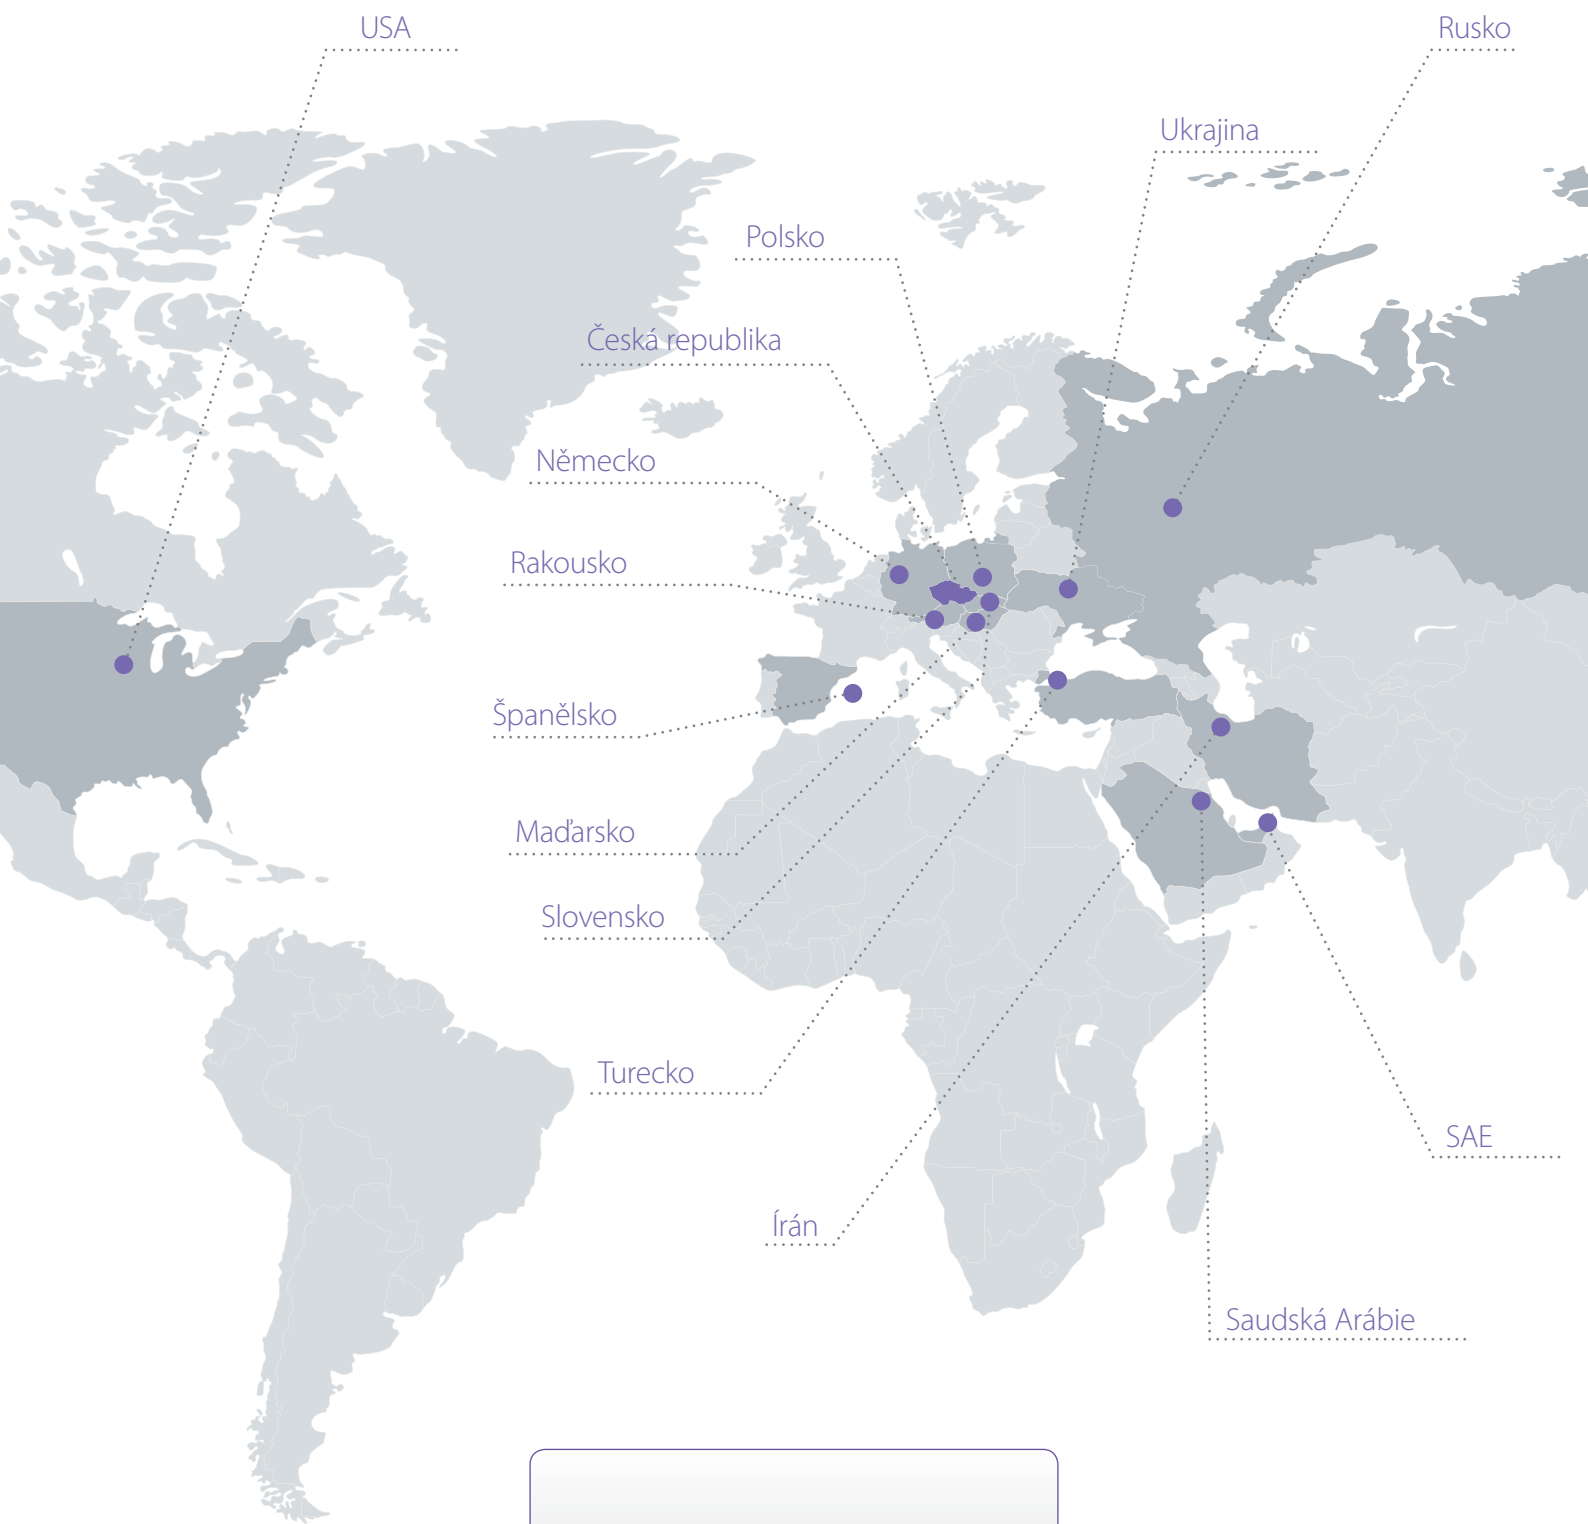 USA
Rusko
Ukrajina
Polsko
Česká republika
Německo
Rakousko
Španělsko
Maďarsko
Slovensko
Turecko
SAE
Írán
Saudská Arábie